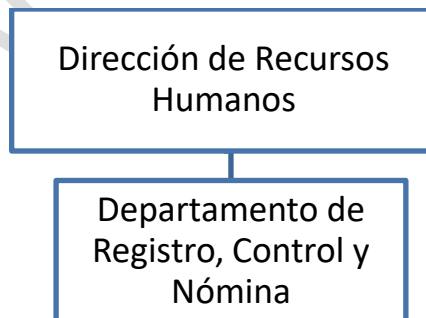 Dirección de Recursos
Humanos
Departamento de
Registro, Control y
Nómina